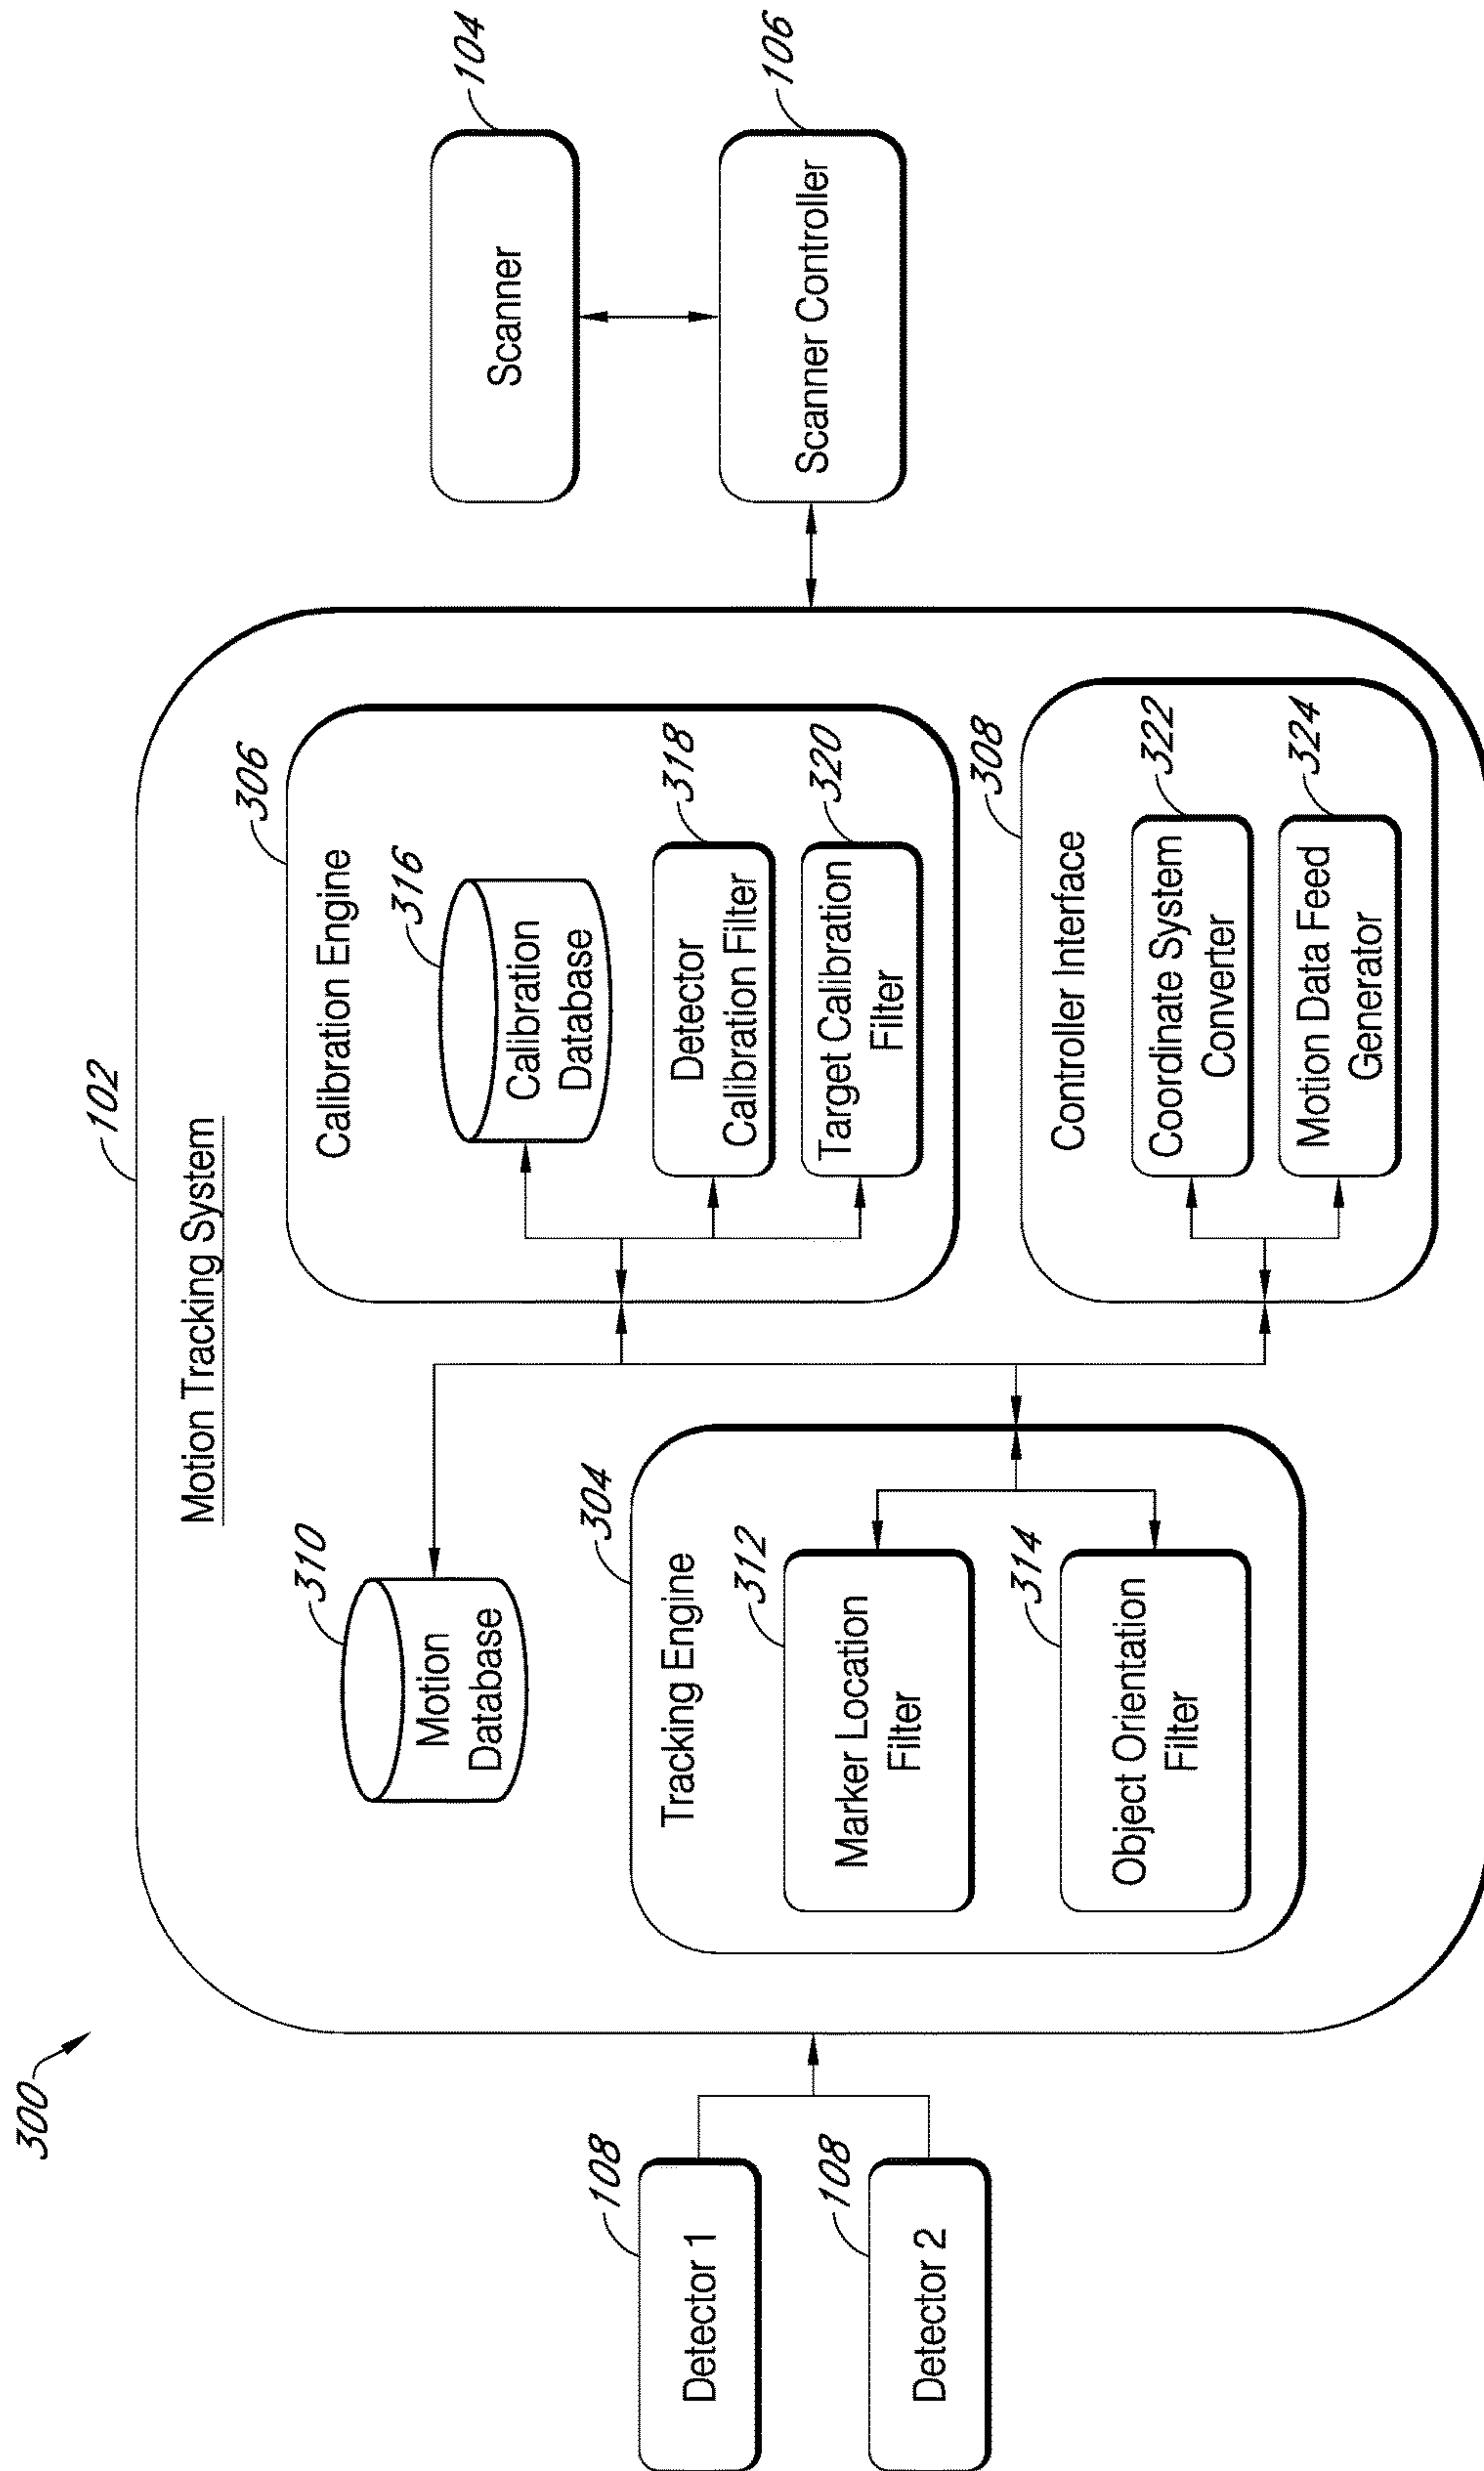 300
102
Motion Tracking System
Detector 1
108
Detector 2
108
310
Motion
Database
304
Tracking Engine
312
Marker Location
Filter
314
Object Orientation
Filter
306
Calibration Engine
316
Calibration
Database
318
Detector
Calibration Filter
320
Target Calibration
Filter
308
Controller Interface
322
Coordinate System
Converter
324
Motion Data Feed
Generator
104
Scanner
106
Scanner Controller